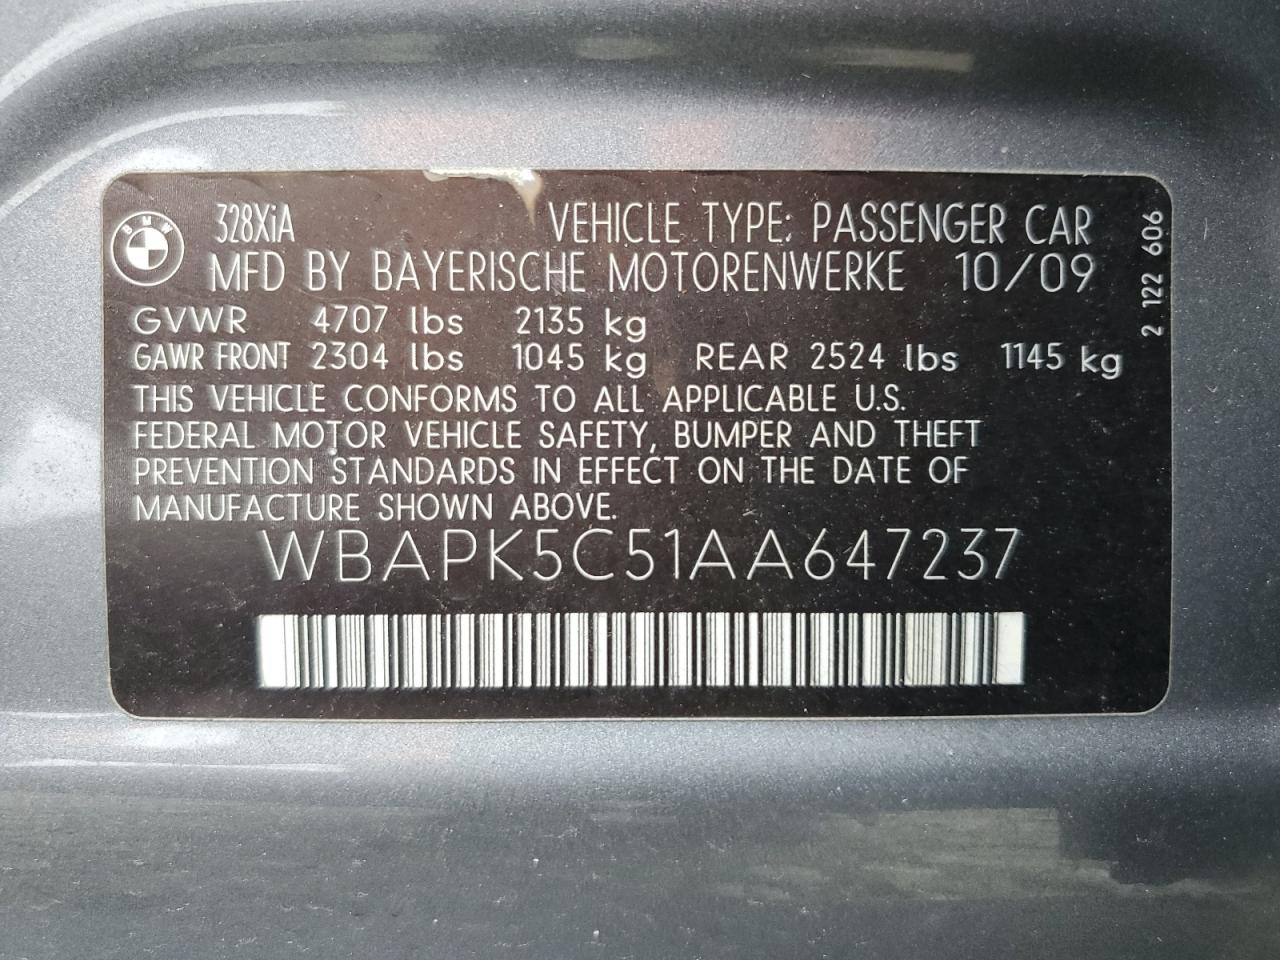 BMW
328XiA VEHICLE TYPE: PASSENGER CAR
MFD BY BAYERISCHE MOTORENWERKE 10/09
GVWR 4707 lbs 2135 kg
GAWR FRONT 2304 lbs 1045 kg REAR 2524 lbs 1145 kg
THIS VEHICLE CONFORMS TO ALL APPLICABLE U.S.
FEDERAL MOTOR VEHICLE SAFETY, BUMPER AND THEFT
PREVENTION STANDARDS IN EFFECT ON THE DATE OF
MANUFACTURE SHOWN ABOVE.
WBAPK5C51AA647237
2 122 606